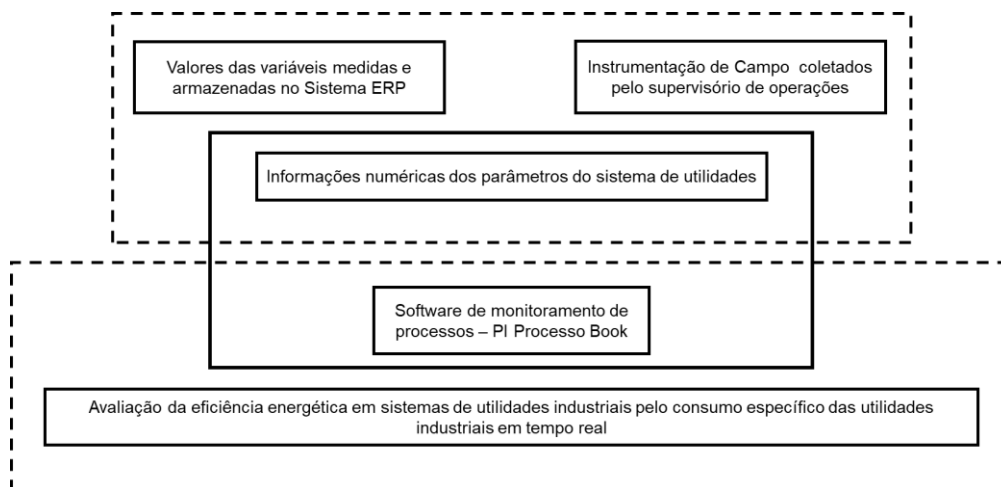 Valores das variáveis medidas e
armazenadas no Sistema ERP
Instrumentação de Campo coletados
pelo supervisório de operações
Informações numéricas dos parâmetros do sistema de utilidades
Software de monitoramento de
processos – PI Processo Book
Avaliação da eficiência energética em sistemas de utilidades industriais pelo consumo específico das utilidades
industriais em tempo real